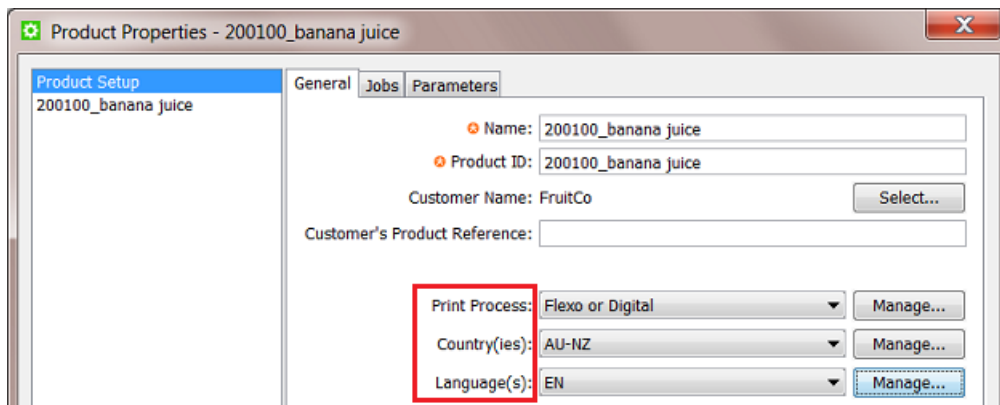 Product Properties - 200100_banana juice
X
Product Setup
200100_banana juice
General Jobs Parameters
Name: 200100_banana juice
Product ID: 200100_banana juice
Customer Name: FruitCo Select...
Customer's Product Reference:
Print Process: Flexo or Digital Manage...
Country(ies): AU-NZ Manage...
Language(s): EN Manage...